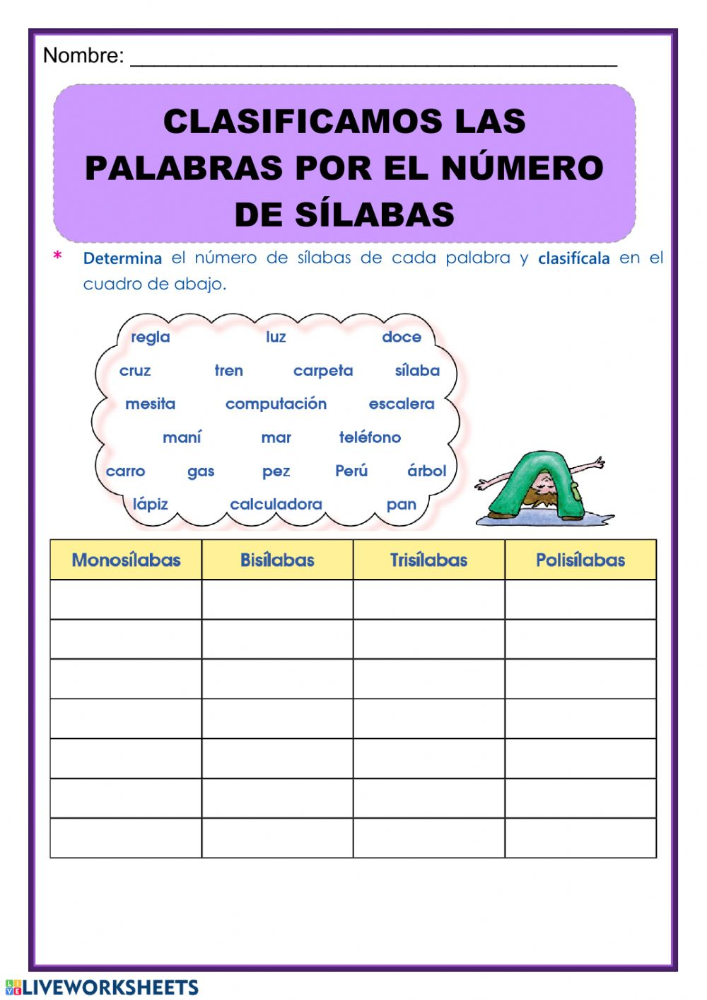 Nombre: ___________________________________________
CLASIFICAMOS LAS
PALABRAS POR EL NÚMERO
DE SÍLABAS
* Determina el número de sílabas de cada palabra y clasifícala en el
cuadro de abajo.
regla luz doce
cruz tren carpeta sílaba
mesita computación escalera
maní mar teléfono
carro gas pez Perú árbol
lápiz calculadora pan
Monosílabas Bisílabas Trisílabas Polisílabas
LIVE LIVEWORKSHEETS